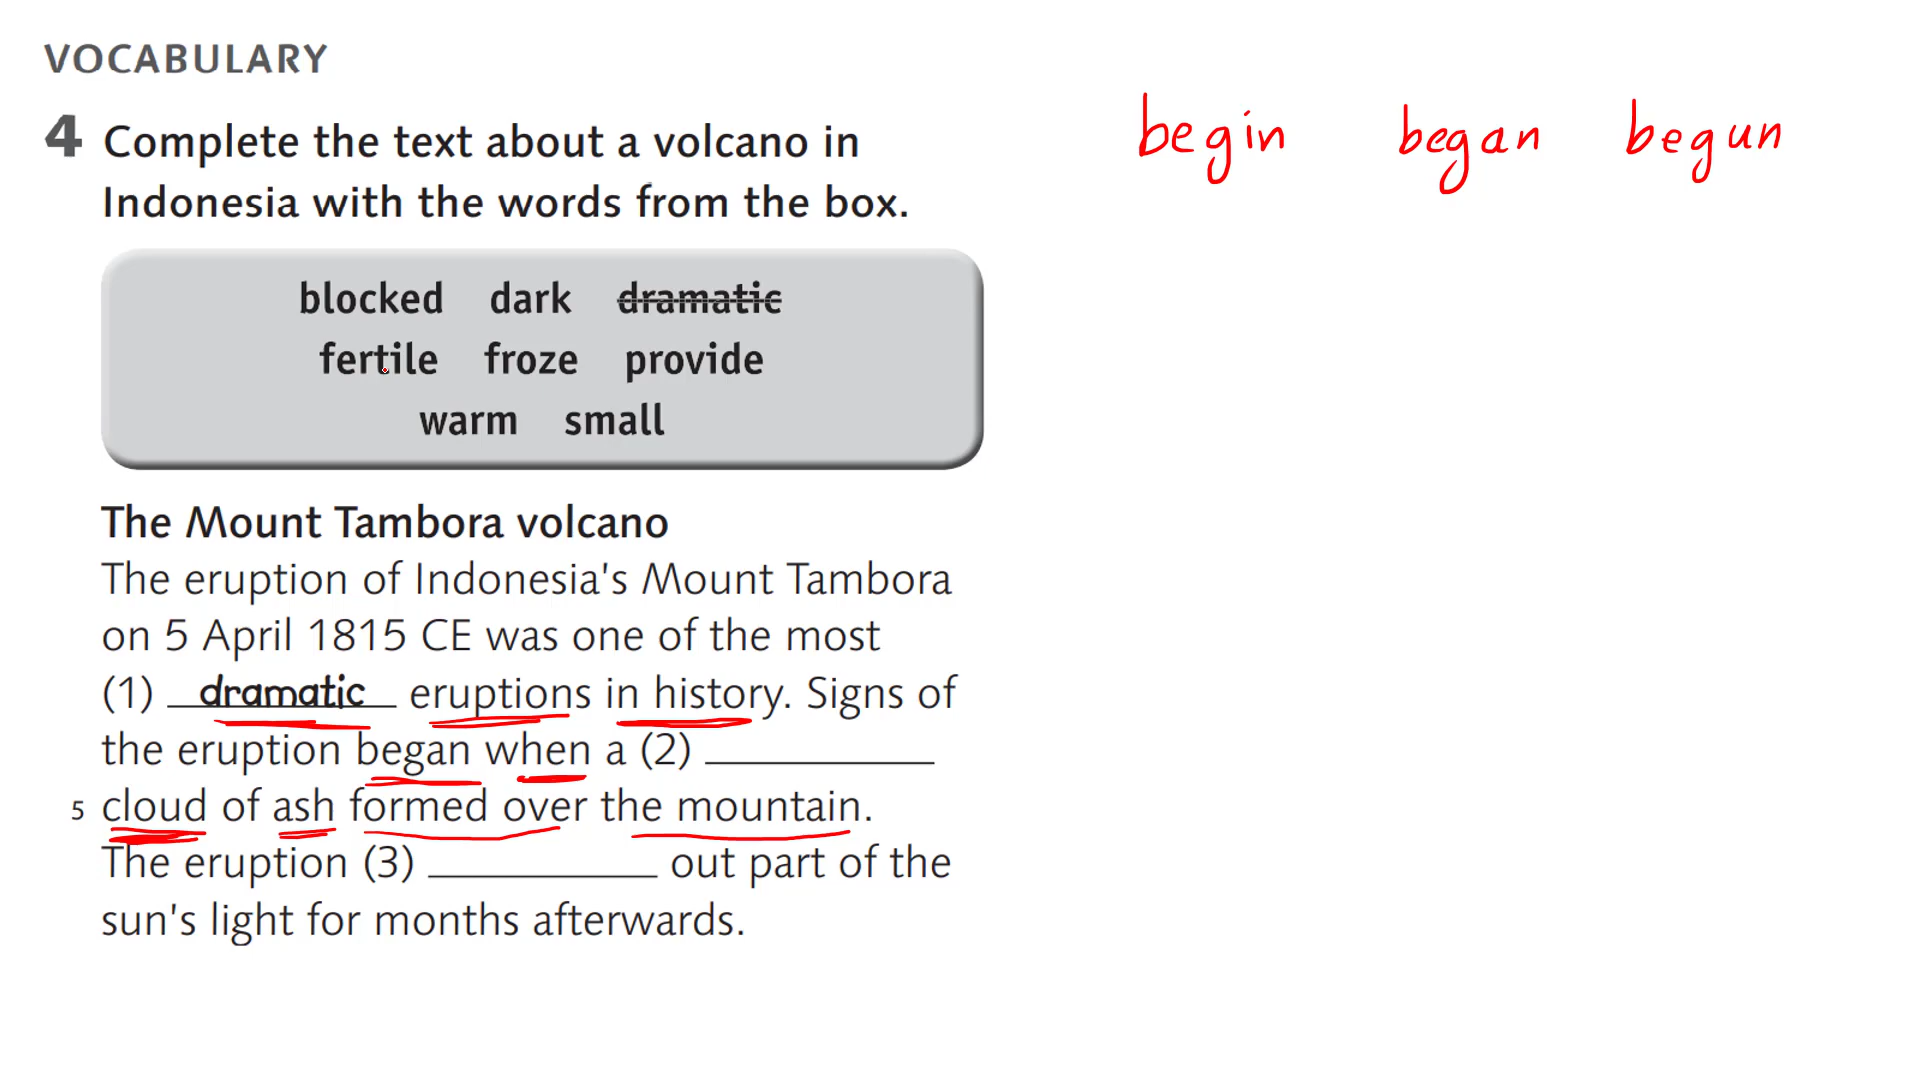 VOCABULARY
4 Complete the text about a volcano in
Indonesia with the words from the box.
begin began begun
blocked dark dramatic
fertile froze provide
warm small
The Mount Tambora volcano
The eruption of Indonesia's Mount Tambora
on 5 April 1815 CE was one of the most
(1) dramatic eruptions in history. Signs of
the eruption began when a (2) ____________
5 cloud of ash formed over the mountain.
The eruption (3) ____________ out part of the
sun's light for months afterwards.